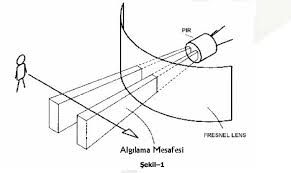 PIR
FRESNEL LENS
Algılama Mesafesi
Şekil-1